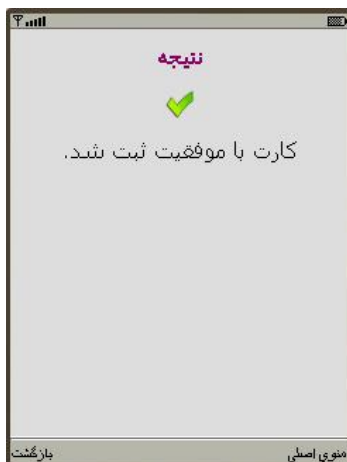 نتیجه
کارت با موفقیت ثبت شد.
منوی اصلی
بازگشت